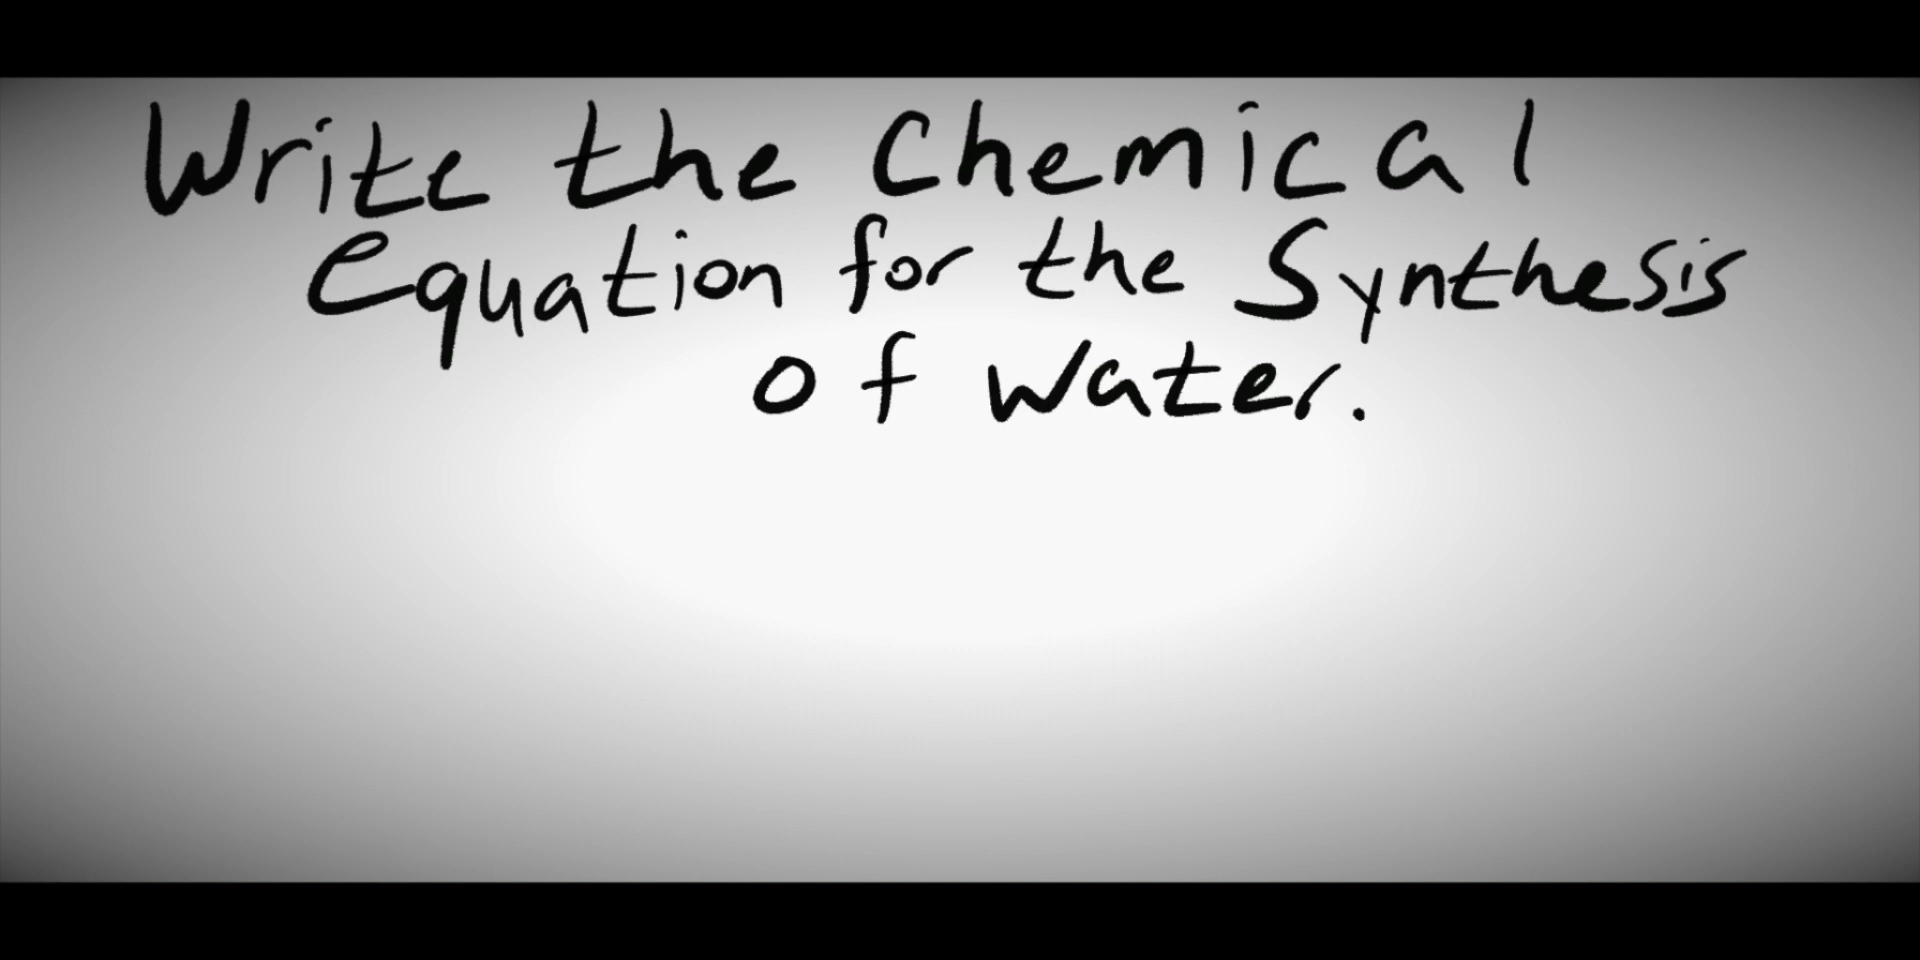 Write the Chemical
equation for the Synthesis
of water.